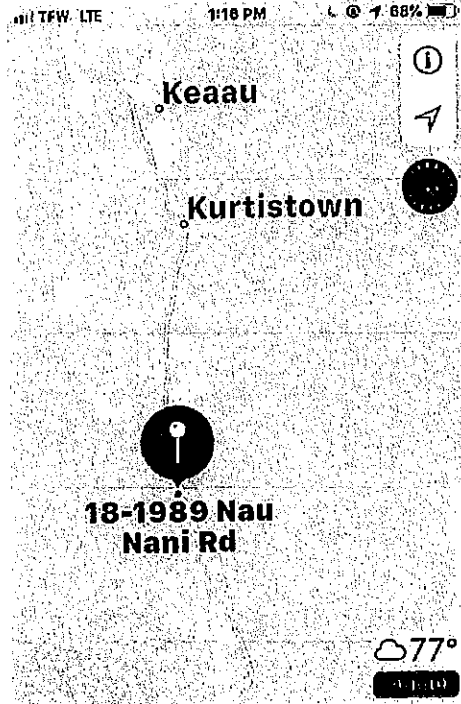 TFW LTE 1:16 PM 68%
Keaau
Kurtistown
18-1989 Nau
Nani Rd
77°